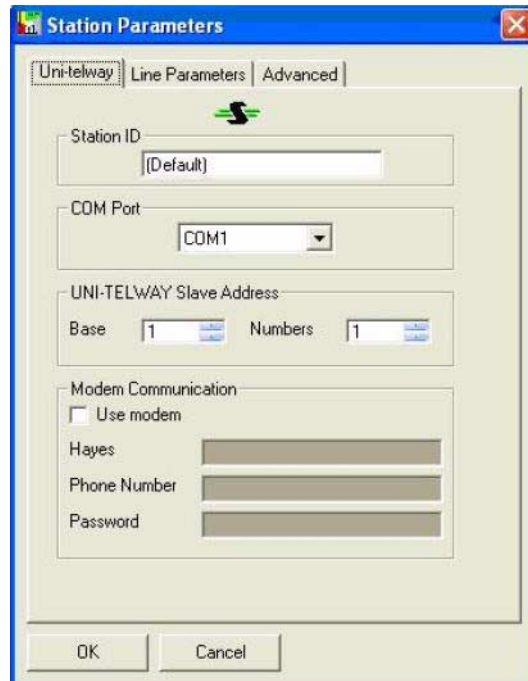 Station Parameters
Uni-telway Line Parameters Advanced
Station ID
(Default)
COM Port
COM1
UNI-TELWAY Slave Address
Base 1 Numbers 1
Modem Communication
Use modem
Hayes
Phone Number
Password
OK Cancel